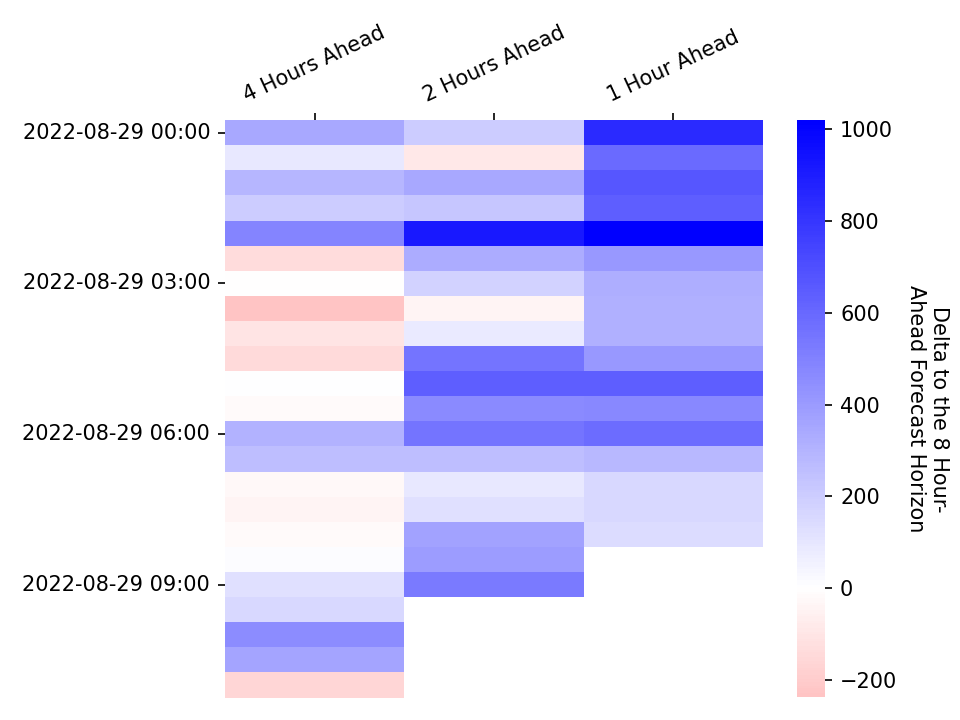 4 Hours Ahead
2 Hours Ahead
1 Hour Ahead
2022-08-29 00:00
2022-08-29 03:00
2022-08-29 06:00
2022-08-29 09:00
1000
800
600
400
200
0
−200
Delta to the 8 Hour-
Ahead Forecast Horizon